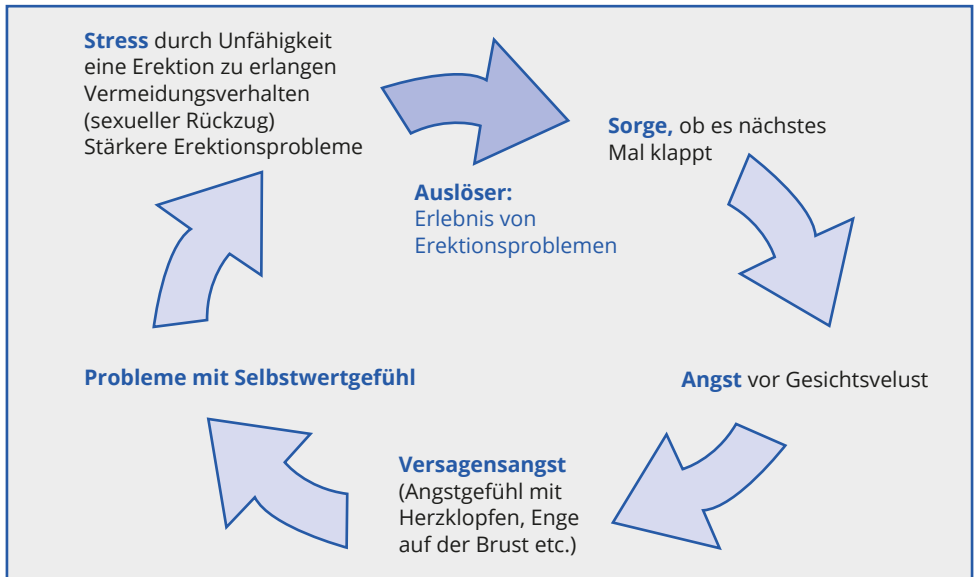 Stress durch Unfähigkeit
eine Erektion zu erlangen
Vermeidungsverhalten
(sexueller Rückzug)
Stärkere Erektionsprobleme
Sorge, ob es nächstes
Mal klappt
Auslöser:
Erlebnis von
Erektionsproblemen
Angst vor Gesichtsvelust
Versagensangst
(Angstgefühl mit
Herzklopfen, Enge
auf der Brust etc.)
Probleme mit Selbstwertgefühl